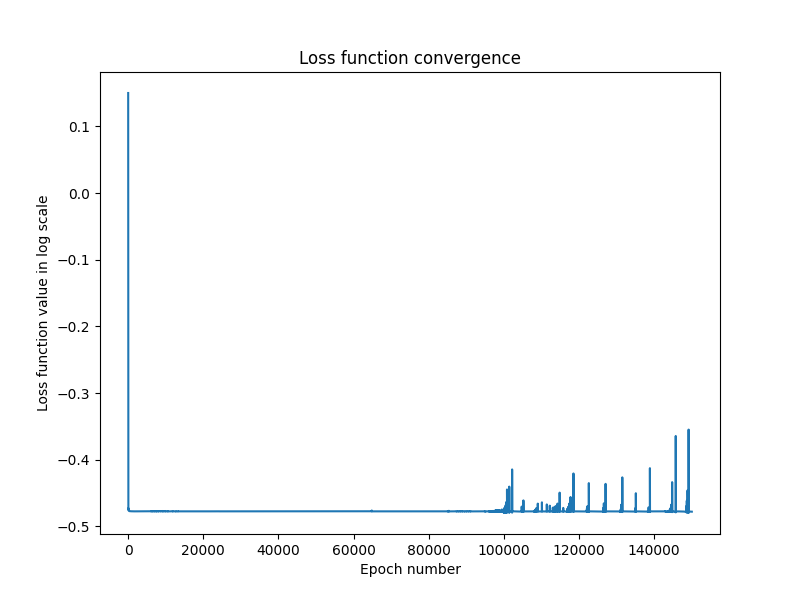 Loss function convergence
0.1
0.0
−0.1
−0.2
−0.3
−0.4
−0.5
Loss function value in log scale
0 20000 40000 60000 80000 100000 120000 140000
Epoch number